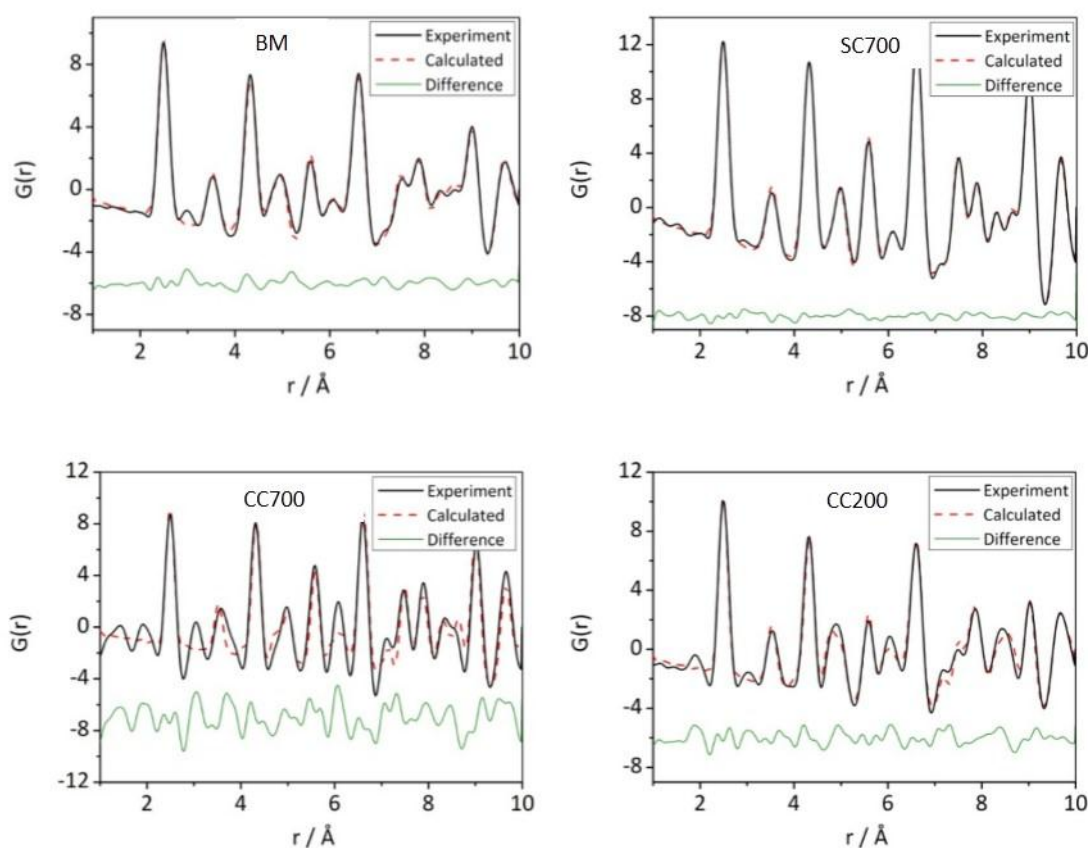 BM
Experiment
Calculated
Difference
8
4
0
-4
-8
G(r)
2 4 6 8 10
r / Å
SC700
Experiment
Calculated
Difference
12
8
4
0
-4
-8
G(r)
2 4 6 8 10
r / Å
CC700
Experiment
Calculated
Difference
12
8
4
0
-4
-8
-12
G(r)
2 4 6 8 10
r / Å
CC200
Experiment
Calculated
Difference
12
8
4
0
-4
-8
G(r)
2 4 6 8 10
r / Å